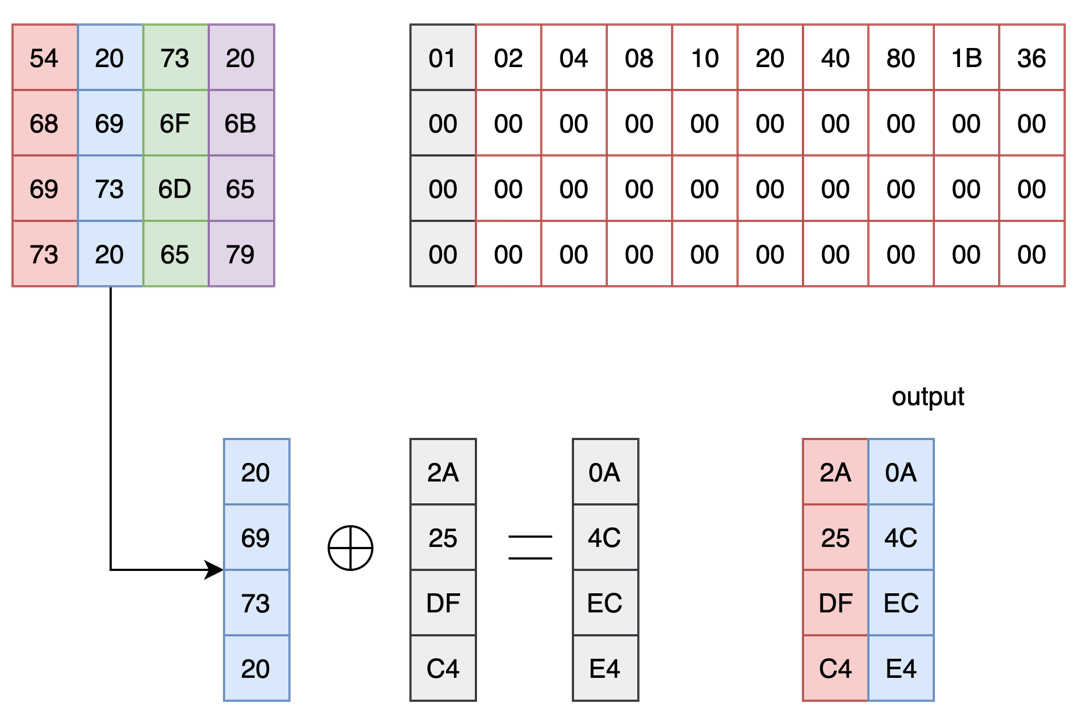 54 20 73 20
68 69 6F 6B
69 73 6D 65
73 20 65 79
01 02 04 08 10 20 40 80 1B 36
00 00 00 00 00 00 00 00 00 00
00 00 00 00 00 00 00 00 00 00
00 00 00 00 00 00 00 00 00 00
output
20
69
73
20
2A
25
DF
C4
0A
4C
EC
E4
2A 0A
25 4C
DF EC
C4 E4